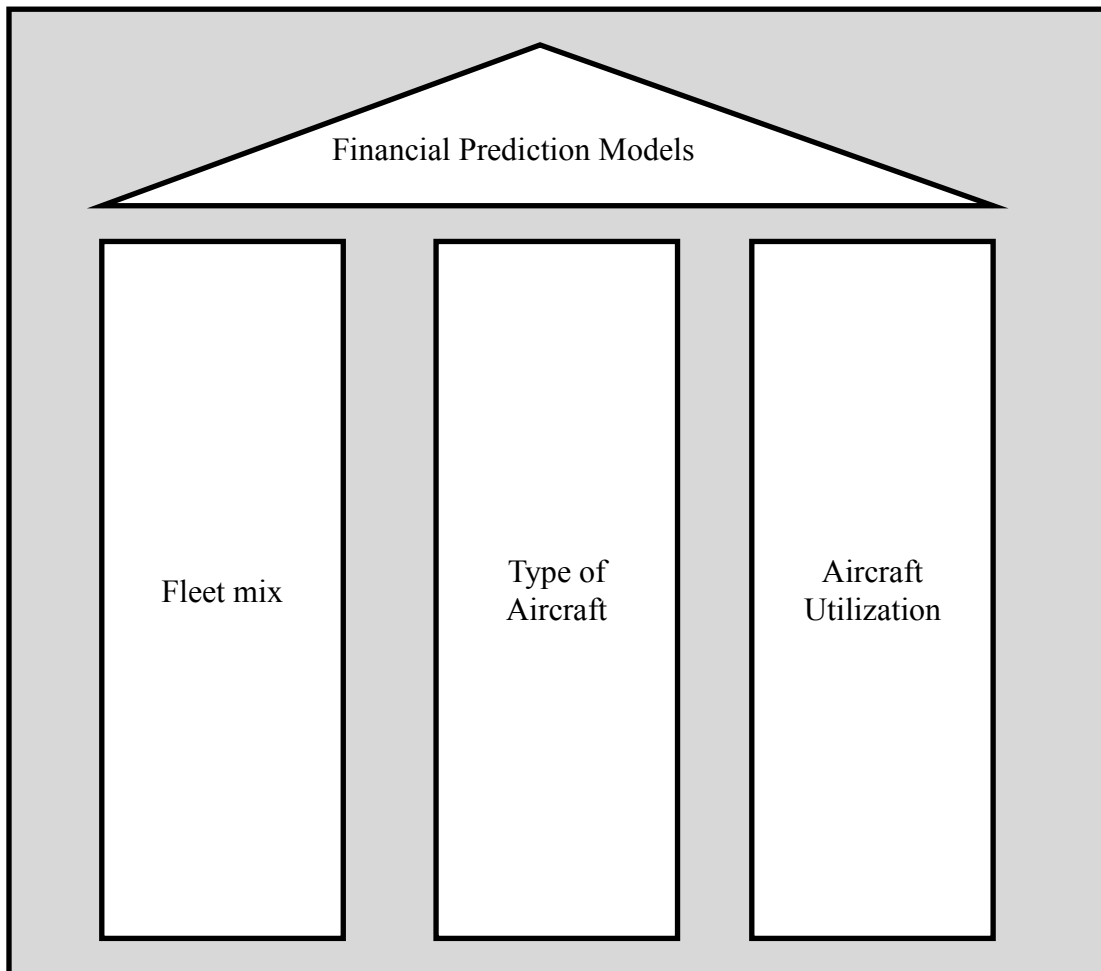 Financial Prediction Models
Fleet mix
Type of
Aircraft
Aircraft
Utilization